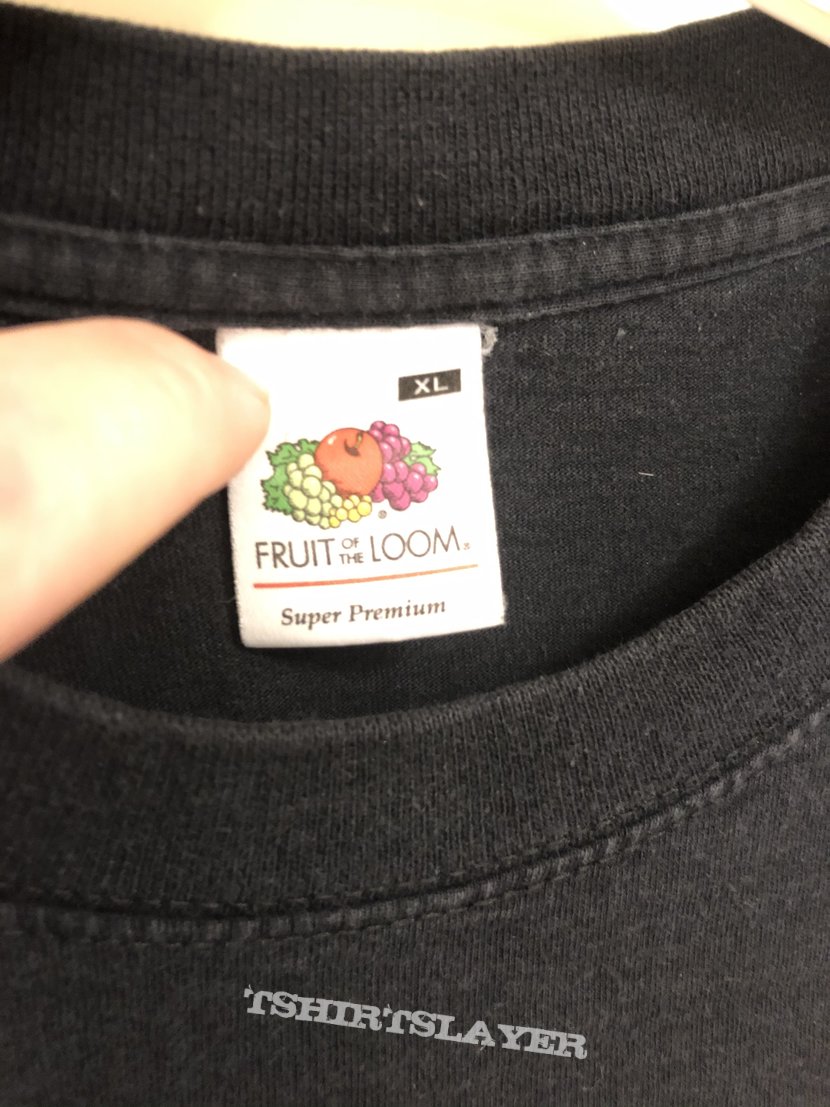 XL
®
FRUIT OF THE LOOM®
Super Premium
TSHIRTSLAYER